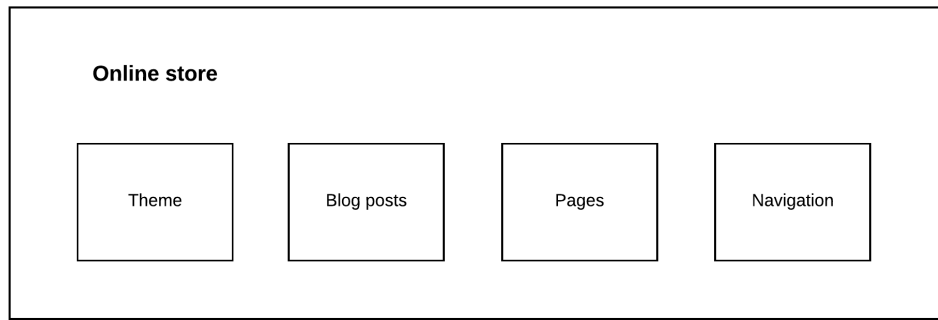 Online store
Theme
Blog posts
Pages
Navigation